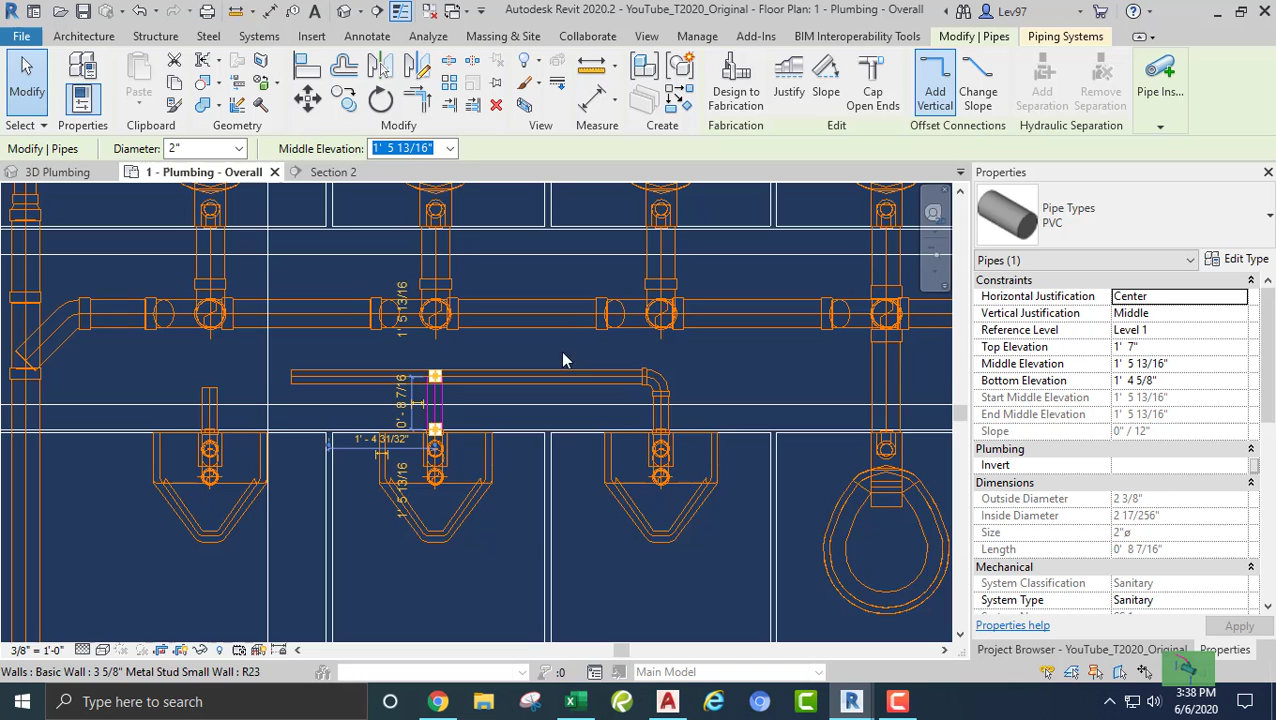 Autodesk Revit 2020.2 - YouTube_T2020_Original - Floor Plan: 1 - Plumbing - Overall
Lev97
File Architecture Structure Steel Systems Insert Annotate Analyze Massing & Site Collaborate View Manage Add-Ins BIM Interoperability Tools Modify | Pipes Piping Systems
Modify Paste Design to Fabrication Justify Slope Cap Open Ends Add Vertical Change Slope Add Separation Remove Separation Pipe Ins...
Select Properties Clipboard Geometry Modify View Measure Create Fabrication Edit Offset Connections Hydraulic Separation
Modify | Pipes Diameter: 2" Middle Elevation: 1' 5 13/16"
3D Plumbing 1 - Plumbing - Overall Section 2
1' 5 13/16
0' - 8 7/16
1' - 4 31/32"
1' 5 13/16
Properties
Pipe Types
PVC
Pipes (1) Edit Type
Constraints
Horizontal Justification Center
Vertical Justification Middle
Reference Level Level 1
Top Elevation 1' 7"
Middle Elevation 1' 5 13/16"
Bottom Elevation 1' 4 5/8"
Start Middle Elevation 1' 5 13/16"
End Middle Elevation 1' 5 13/16"
Slope 0" / 12"
Plumbing
Invert
Dimensions
Outside Diameter 2 3/8"
Inside Diameter 2 17/256"
Size 2"ø
Length 0' 8 7/16"
Mechanical
System Classification Sanitary
System Type Sanitary
Properties help Apply
Project Browser - YouTube_T2020_Original Properties
3/8" = 1'-0"
Walls : Basic Wall : 3 5/8" Metal Stud Small Wall : R23
:0 Main Model
Type here to search
3:38 PM
6/6/2020